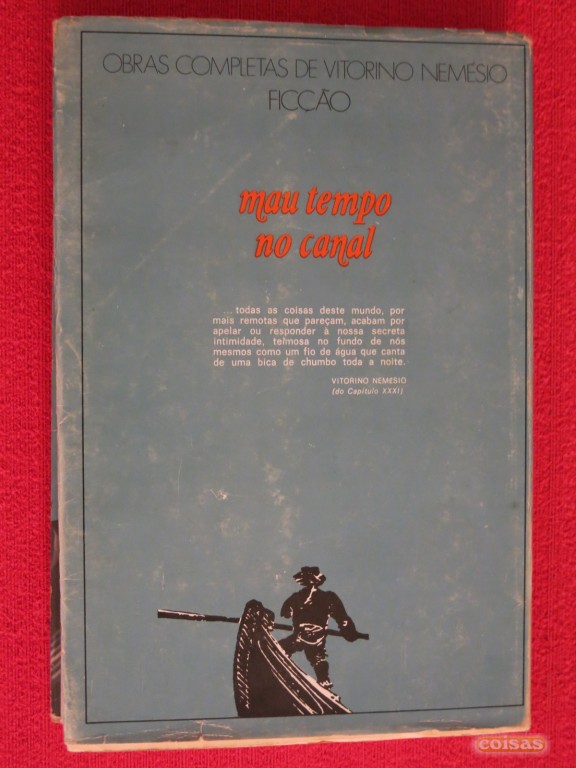 OBRAS COMPLETAS DE VITORINO NEMÉSIO
FICÇÃO
mau tempo
no canal
...todas as coisas deste mundo, por
mais remotas que pareçam, acabam por
apelar ou responder à nossa secreta
intimidade, teimosa no fundo de nós
mesmos como um fio de água que canta
de uma bica de chumbo toda a noite.
VITORINO NEMÉSIO
(do Capítulo XXXI)
coisas